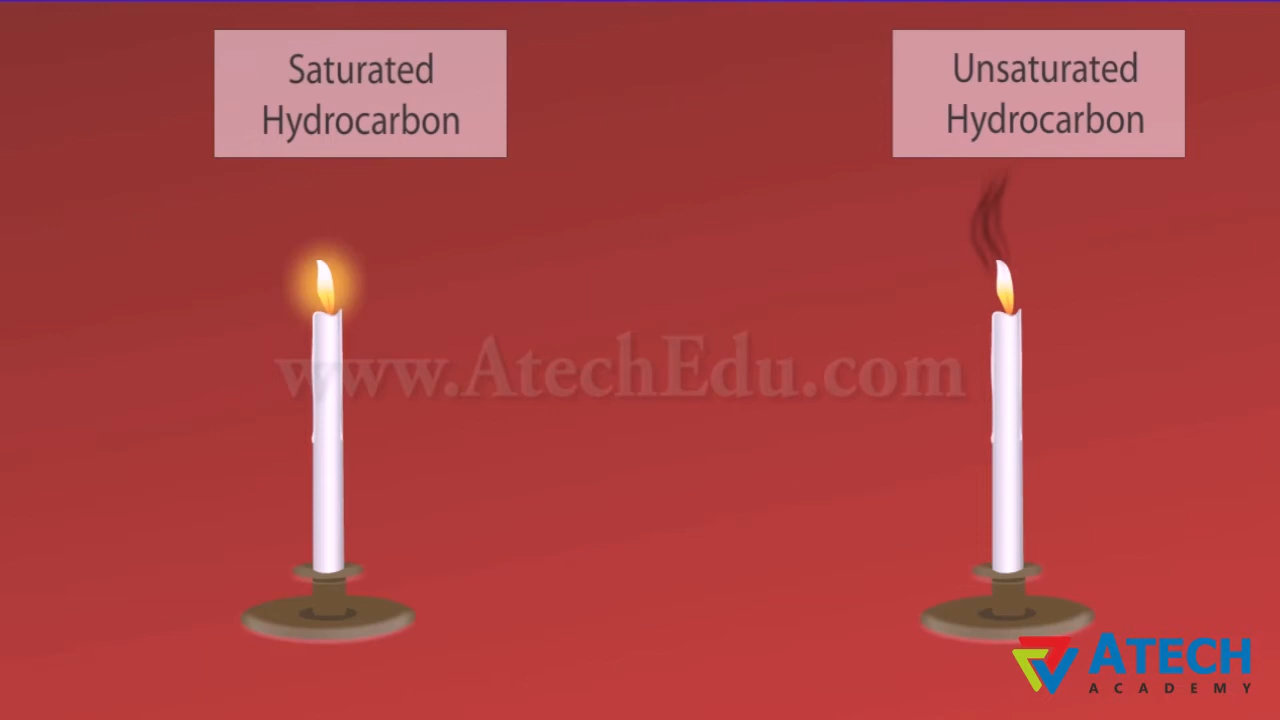 Saturated
Hydrocarbon
Unsaturated
Hydrocarbon
www.AtechEdu.com
ATECH
ACADEMY